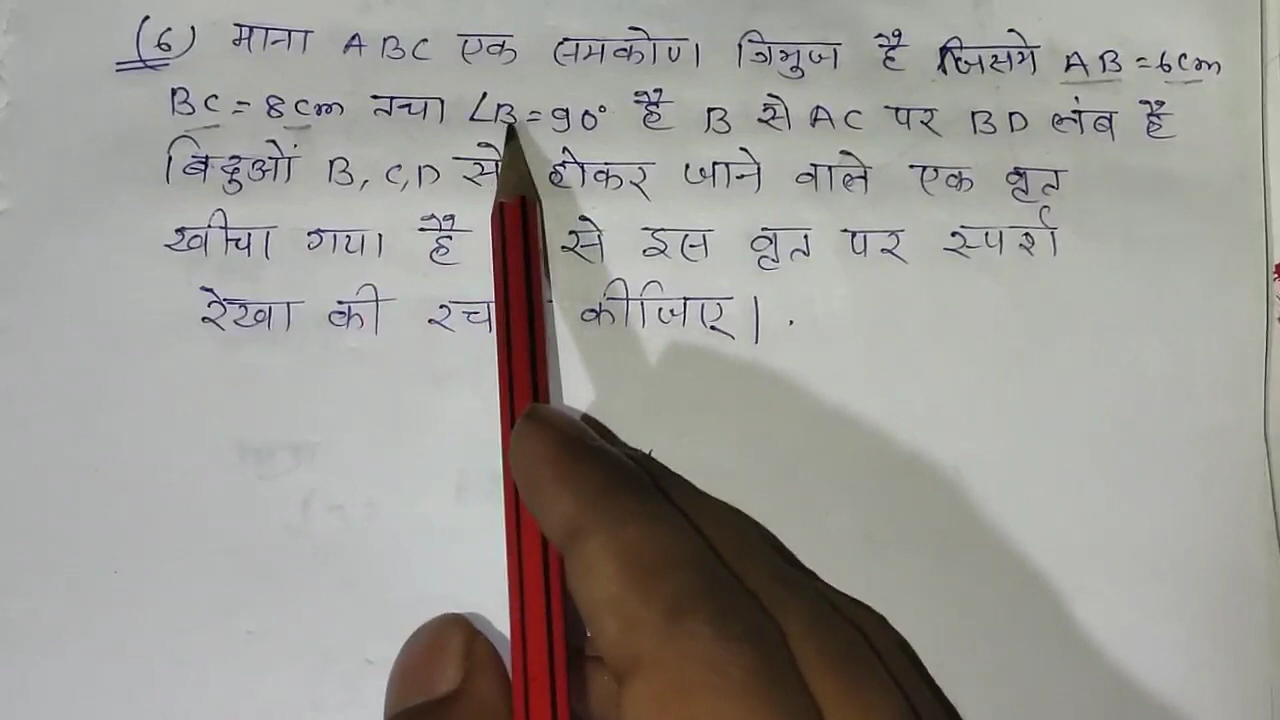 (6) माना ABC एक समकोण त्रिभुज है जिसमे AB = 6cm
BC = 8cm तथा ∠B = 90° है B से AC पर BD लंब है
बिदुओं B, C, D से होकर जाने वाले एक वृत
खीचा गया है से इस वृत पर स्पर्श
रेखा की कीजिए।